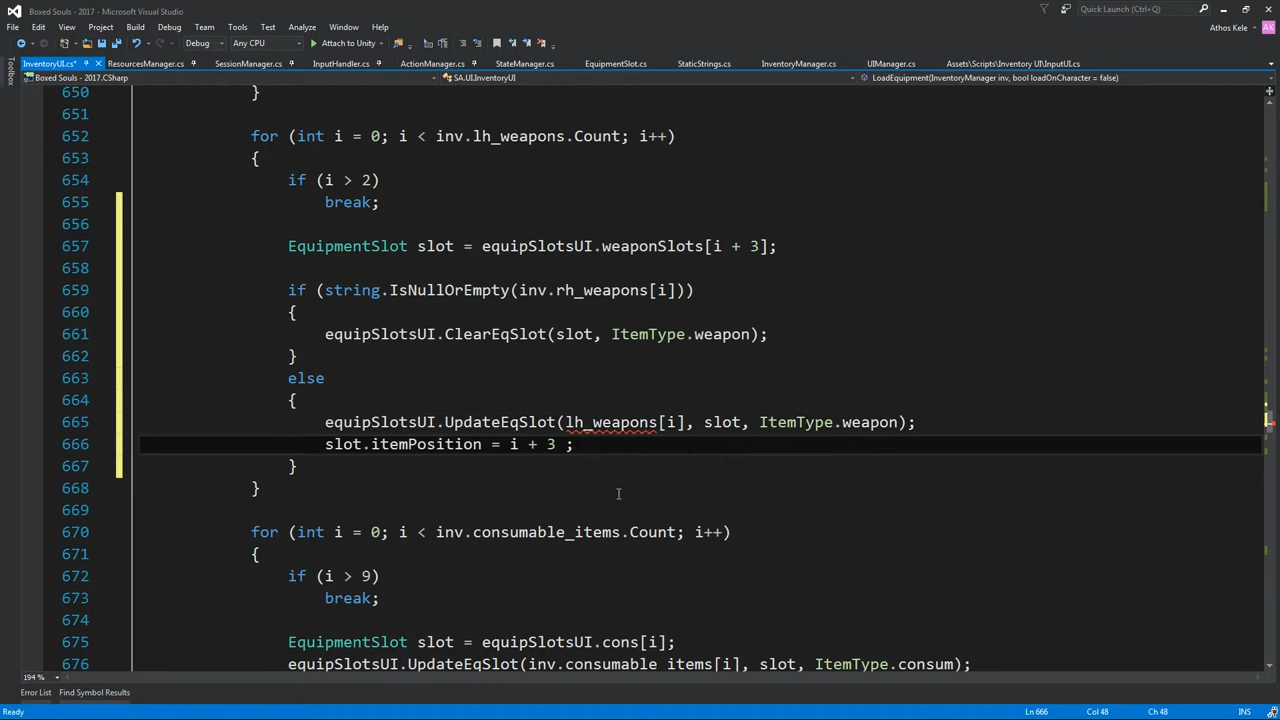 Boxed Souls - 2017 - Microsoft Visual Studio
Quick Launch (Ctrl+Q)
File Edit View Project Build Debug Team Tools Test Analyze Window Help
Athos Kele
AK
Debug Any CPU Attach to Unity
InventoryUI.cs* ResourcesManager.cs SessionManager.cs InputHandler.cs ActionManager.cs StateManager.cs EquipmentSlot.cs StaticStrings.cs InventoryManager.cs UIManager.cs Assets\Scripts\Inventory UI\InputUI.cs
Toolbox
Boxed Souls - 2017.CSharp SA.UI.InventoryUI LoadEquipment(InventoryManager inv, bool loadOnCharacter = false)
650 }
651
652 for (int i = 0; i < inv.lh_weapons.Count; i++)
653 {
654 if (i > 2)
655 break;
656
657 EquipmentSlot slot = equipSlotsUI.weaponSlots[i + 3];
658
659 if (string.IsNullOrEmpty(inv.rh_weapons[i]))
660 {
661 equipSlotsUI.ClearEqSlot(slot, ItemType.weapon);
662 }
663 else
664 {
665 equipSlotsUI.UpdateEqSlot(lh_weapons[i], slot, ItemType.weapon);
666 slot.itemPosition = i + 3 ;
667 }
668 }
669
670 for (int i = 0; i < inv.consumable_items.Count; i++)
671 {
672 if (i > 9)
673 break;
674
675 EquipmentSlot slot = equipSlotsUI.cons[i];
676 equipSlotsUI.UpdateEqSlot(inv.consumable_items[i], slot, ItemType.consum);
194 %
Error List Find Symbol Results
Ready Ln 666 Col 48 Ch 48 INS